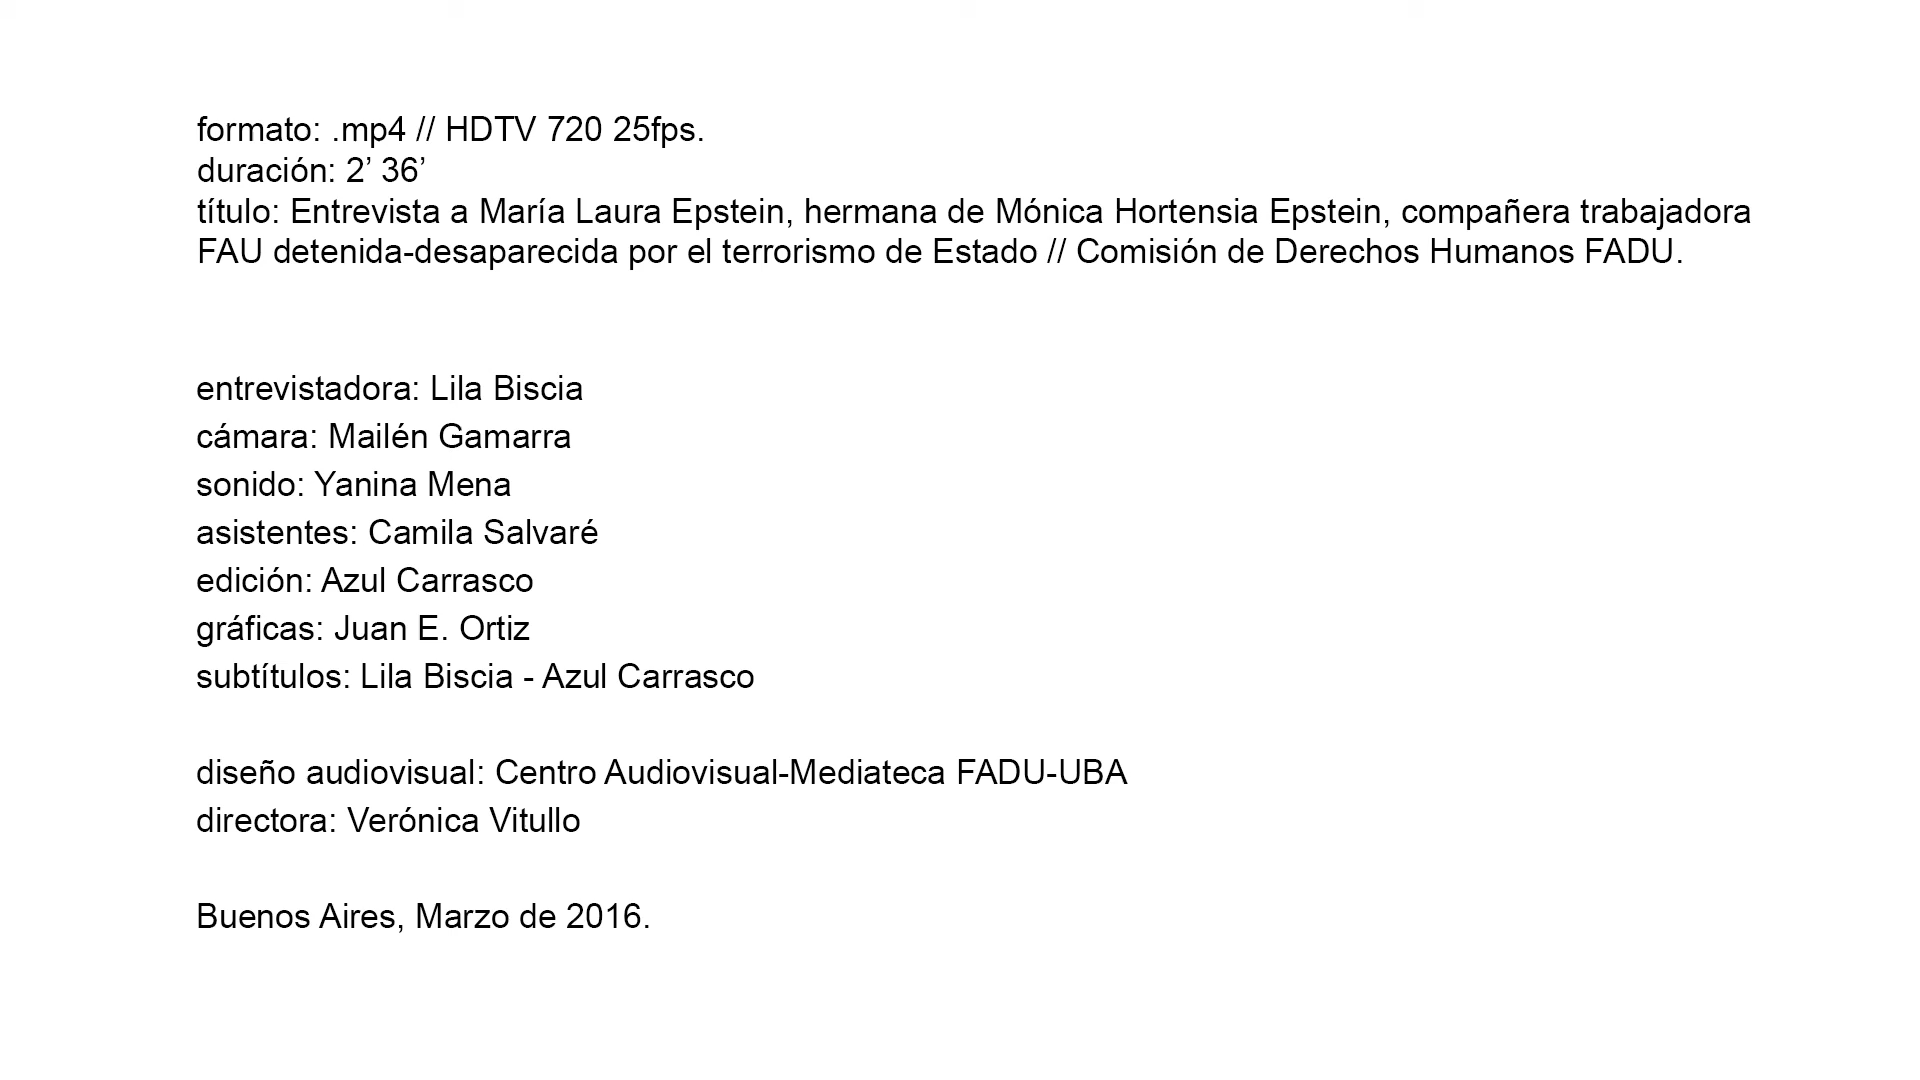 formato: .mp4 // HDTV 720 25fps.
duración: 2’ 36’
título: Entrevista a María Laura Epstein, hermana de Mónica Hortensia Epstein, compañera trabajadora
FAU detenida-desaparecida por el terrorismo de Estado // Comisión de Derechos Humanos FADU.
entrevistadora: Lila Biscia
cámara: Mailén Gamarra
sonido: Yanina Mena
asistentes: Camila Salvaré
edición: Azul Carrasco
gráficas: Juan E. Ortiz
subtítulos: Lila Biscia - Azul Carrasco
diseño audiovisual: Centro Audiovisual-Mediateca FADU-UBA
directora: Verónica Vitullo
Buenos Aires, Marzo de 2016.